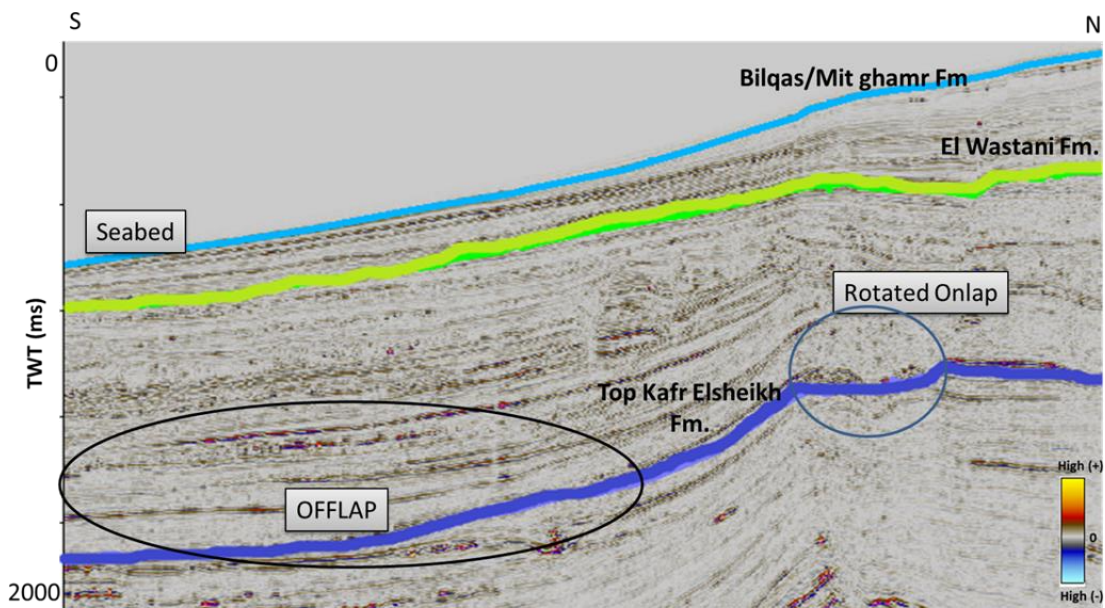 S
N
0
Bilqas/Mit ghamr Fm
El Wastani Fm.
Seabed
Rotated Onlap
TWT (ms)
Top Kafr Elsheikh
Fm.
High (+)
OFFLAP
0
2000
High (-)